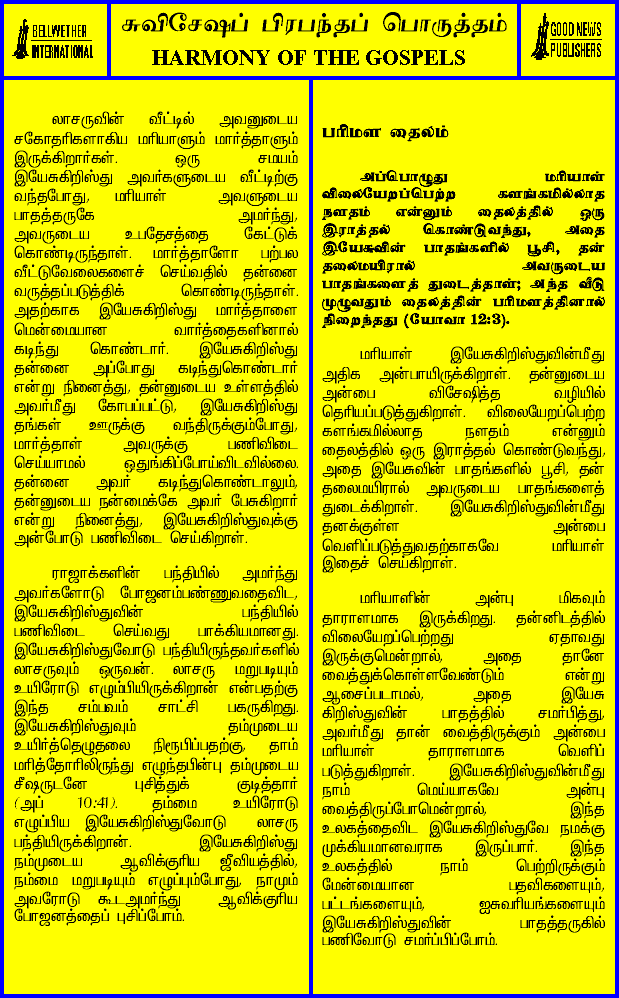 BELLWETHER
INTERNATIONAL
சுவிசேஷப் பிரபந்தப் பொருத்தம்
HARMONY OF THE GOSPELS
GOOD NEWS
PUBLISHERS
லாசருவின் வீட்டில் அவனுடைய
சகோதரிகளாகிய மரியாளும் மார்த்தாளும்
இருக்கிறார்கள். ஒரு சமயம்
இயேசுகிறிஸ்து அவர்களுடைய வீட்டிற்கு
வந்தபோது, மரியாள் அவளுடைய
பாதத்தருகே அமர்ந்து,
அவருடைய உபதேசத்தை கேட்டுக்
கொண்டிருந்தாள். மார்த்தாளோ பற்பல
வீட்டுவேலைகளைச் செய்வதில் தன்னை
வருத்தப்படுத்திக் கொண்டிருந்தாள்.
அதற்காக இயேசுகிறிஸ்து மார்த்தாளை
மென்மையான வார்த்தைகளினால்
கடிந்து கொண்டார். இயேசுகிறிஸ்து
தன்னை அப்போது கடிந்துகொண்டார்
என்று நினைத்து, தன்னுடைய உள்ளத்தில்
அவர்மீது கோபப்பட்டு, இயேசுகிறிஸ்து
தங்கள் ஊருக்கு வந்திருக்கும்போது,
மார்த்தாள் அவருக்கு பணிவிடை
செய்யாமல் ஒதுங்கிப்போய்விடவில்லை.
தன்னை அவர் கடிந்துகொண்டாலும்,
தன்னுடைய நன்மைக்கே அவர் பேசுகிறார்
என்று நினைத்து, இயேசுகிறிஸ்துவுக்கு
அன்போடு பணிவிடை செய்கிறாள்.
ராஜாக்களின் பந்தியில் அமர்ந்து
அவர்களோடு போஜனம்பண்ணுவதைவிட,
இயேசுகிறிஸ்துவின் பந்தியில்
பணிவிடை செய்வது பாக்கியமானது.
இயேசுகிறிஸ்துவோடு பந்தியிருந்தவர்களில்
லாசருவும் ஒருவன். லாசரு மறுபடியும்
உயிரோடு எழும்பியிருக்கிறான் என்பதற்கு
இந்த சம்பவம் சாட்சி பகருகிறது.
இயேசுகிறிஸ்துவும் தம்முடைய
உயிர்த்தெழுதலை நிரூபிப்பதற்கு, தாம்
மரித்தோரிலிருந்து எழுந்தபின்பு தம்முடைய
சீஷருடனே புசித்துக் குடித்தார்
(அப் 10:41). தம்மை உயிரோடு
எழுப்பிய இயேசுகிறிஸ்துவோடு லாசரு
பந்தியிருக்கிறான். இயேசுகிறிஸ்து
நம்முடைய ஆவிக்குரிய ஜீவியத்தில்,
நம்மை மறுபடியும் எழுப்பும்போது, நாமும்
அவரோடு கூடஅமர்ந்து ஆவிக்குரிய
போஜனத்தைப் புசிப்போம்.
பரிமள தைலம்
அப்பொழுது மரியாள்
விலையேறப்பெற்ற களங்கமில்லாத
நளதம் என்னும் தைலத்தில் ஒரு
இராத்தல் கொண்டுவந்து, அதை
இயேசுவின் பாதங்களில் பூசி, தன்
தலைமயிரால் அவருடைய
பாதங்களைத் துடைத்தாள்; அந்த வீடு
முழுவதும் தைலத்தின் பரிமளத்தினால்
நிறைந்தது (யோவா 12:3).
மரியாள் இயேசுகிறிஸ்துவின்மீது
அதிக அன்பாயிருக்கிறாள். தன்னுடைய
அன்பை விசேஷித்த வழியில்
தெரியப்படுத்துகிறாள். விலையேறப்பெற்ற
களங்கமில்லாத நளதம் என்னும்
தைலத்தில் ஒரு இராத்தல் கொண்டுவந்து,
அதை இயேசுவின் பாதங்களில் பூசி, தன்
தலைமயிரால் அவருடைய பாதங்களைத்
துடைக்கிறாள். இயேசுகிறிஸ்துவின்மீது
தனக்குள்ள அன்பை
வெளிப்படுத்துவதற்காகவே மரியாள்
இதைச் செய்கிறாள்.
மரியாளின் அன்பு மிகவும்
தாராளமாக இருக்கிறது. தன்னிடத்தில்
விலையேறப்பெற்றது ஏதாவது
இருக்குமென்றால், அதை தானே
வைத்துக்கொள்ளவேண்டும் என்று
ஆசைப்படாமல், அதை இயேசு
கிறிஸ்துவின் பாதத்தில் சமர்பித்து,
அவர்மீது தான் வைத்திருக்கும் அன்பை
மரியாள் தாராளமாக வெளிப்
படுத்துகிறாள். இயேசுகிறிஸ்துவின்மீது
நாம் மெய்யாகவே அன்பு
வைத்திருப்போமென்றால், இந்த
உலகத்தைவிட இயேசுகிறிஸ்துவே நமக்கு
முக்கியமானவராக இருப்பார். இந்த
உலகத்தில் நாம் பெற்றிருக்கும்
மேன்மையான பதவிகளையும்,
பட்டங்களையும், ஐசுவரியங்களையும்
இயேசுகிறிஸ்துவின் பாதத்தருகில்
பணிவோடு சமர்ப்பிப்போம்.